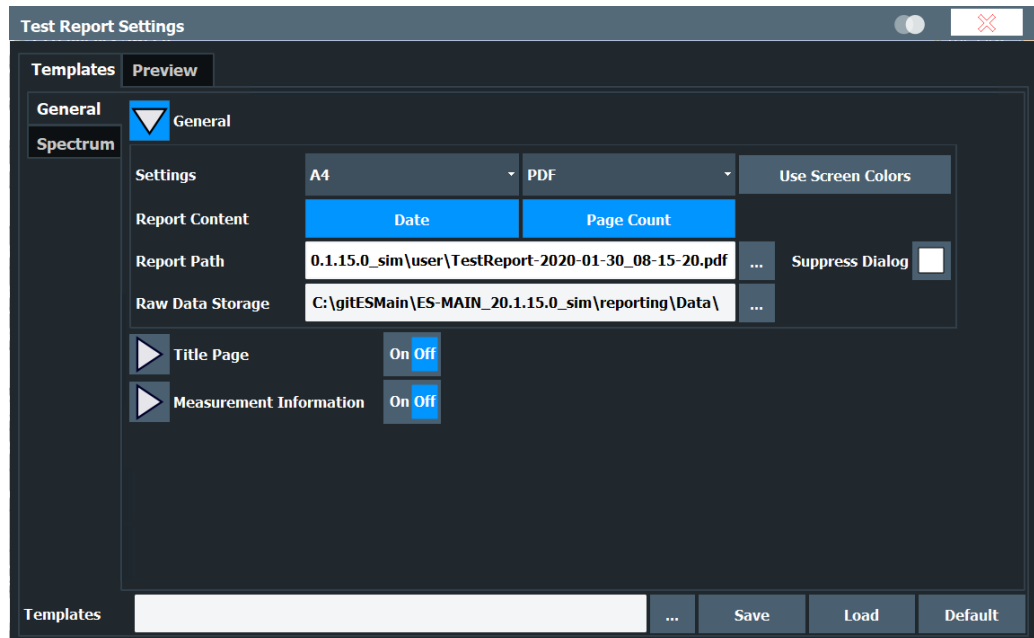 Test Report Settings
Templates Preview
General
General
Spectrum
Settings A4 PDF Use Screen Colors
Report Content Date Page Count
Report Path 0.1.15.0_sim\user\TestReport-2020-01-30_08-15-20.pdf ... Suppress Dialog
Raw Data Storage C:\gitESMain\ES-MAIN_20.1.15.0_sim\reporting\Data\ ...
Title Page On Off
Measurement Information On Off
Templates ... Save Load Default